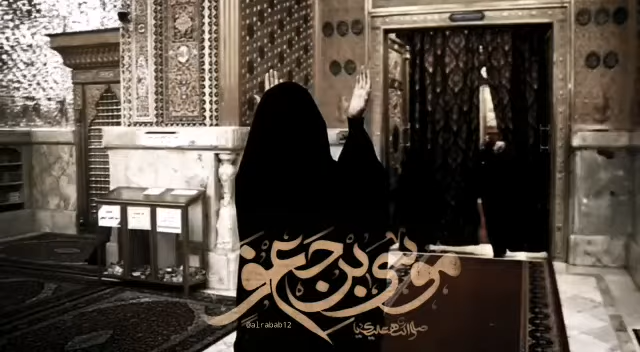 موسى بن جعفر
صلوات الله عليه
@alrabab12